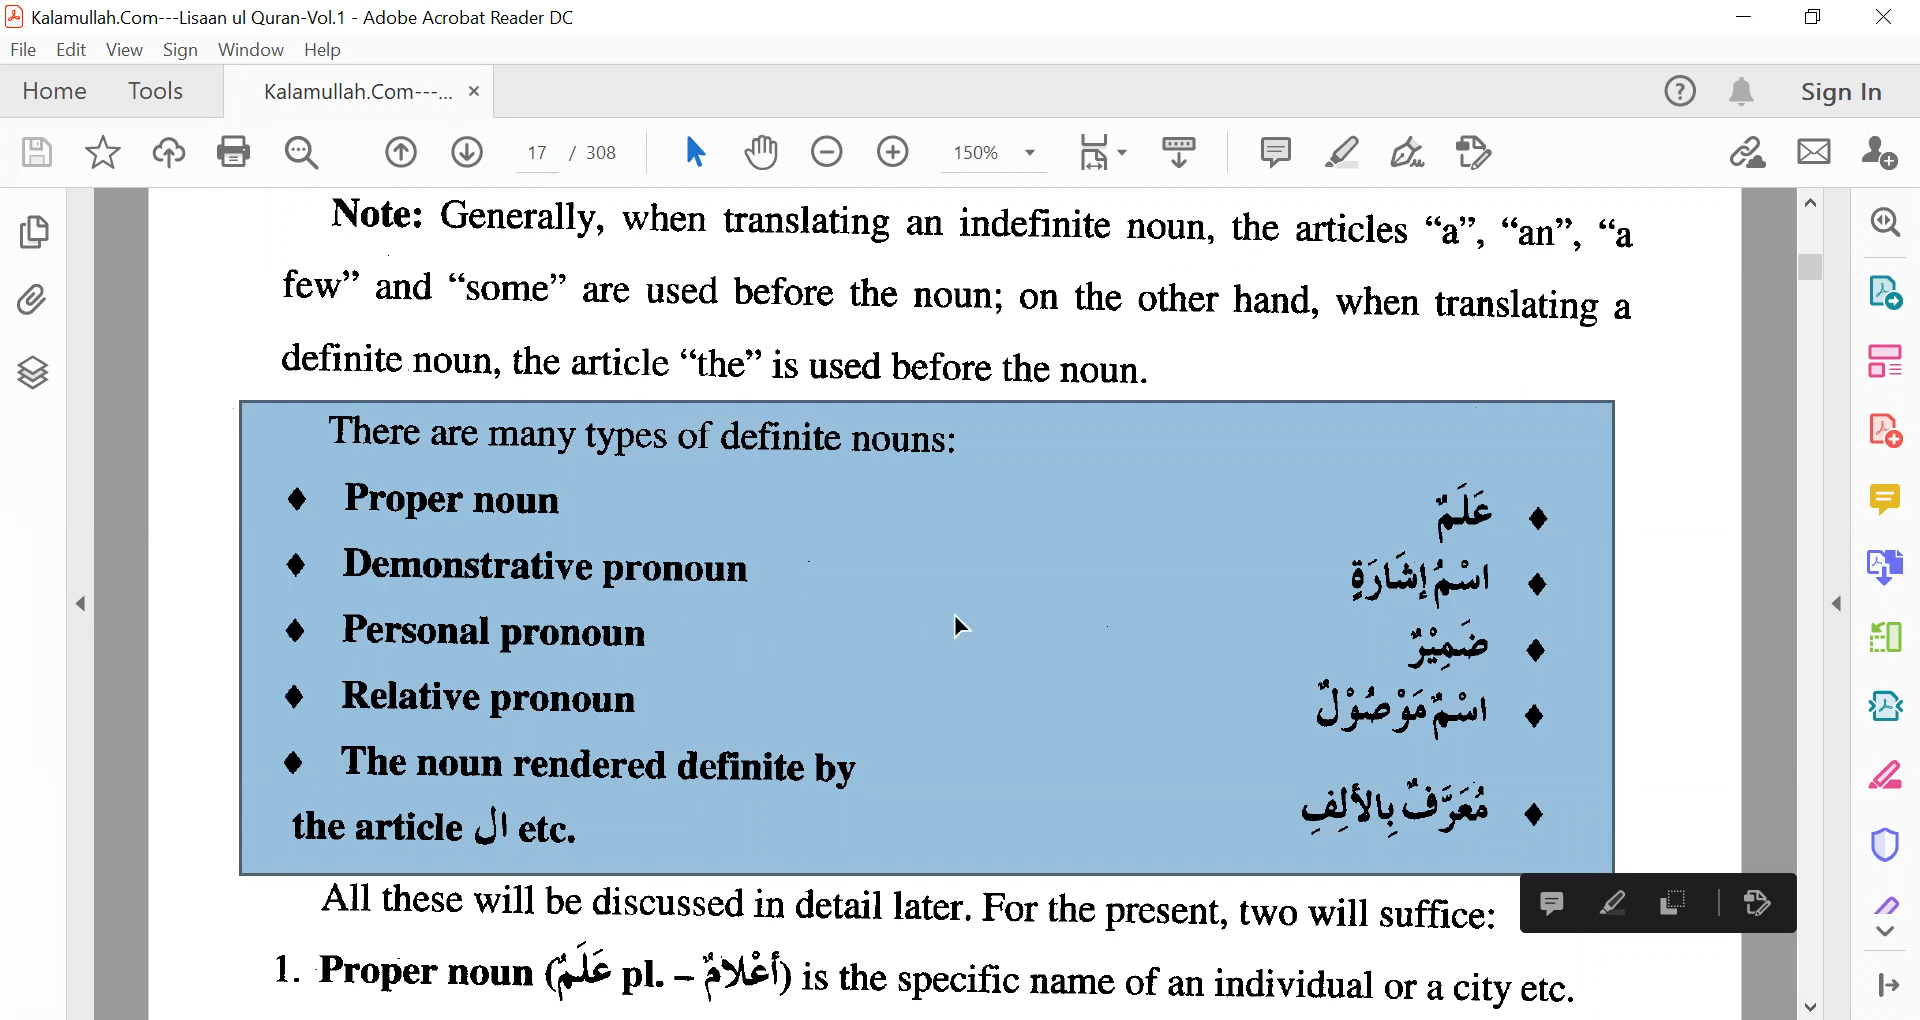 Kalamullah.Com---Lisaan ul Quran-Vol.1 - Adobe Acrobat Reader DC
File Edit View Sign Window Help
Home Tools Kalamullah.Com---... × Sign In
17 / 308 150%
Note: Generally, when translating an indefinite noun, the articles “a”, “an”, “a
few” and “some” are used before the noun; on the other hand, when translating a
definite noun, the article “the” is used before the noun.
There are many types of definite nouns:
♦ Proper noun عَلَمٌ ♦
♦ Demonstrative pronoun اسْمُ إشَارَةٍ ♦
♦ Personal pronoun ضَمِيْرٌ ♦
♦ Relative pronoun اسْمٌ مَوْصُوْلٌ ♦
♦ The noun rendered definite by
the article ال etc. مُعَرَّفٌ بِالألِفِ ♦
All these will be discussed in detail later. For the present, two will suffice:
1. Proper noun (عَلَمٌ pl. – أعْلامٌ) is the specific name of an individual or a city etc.